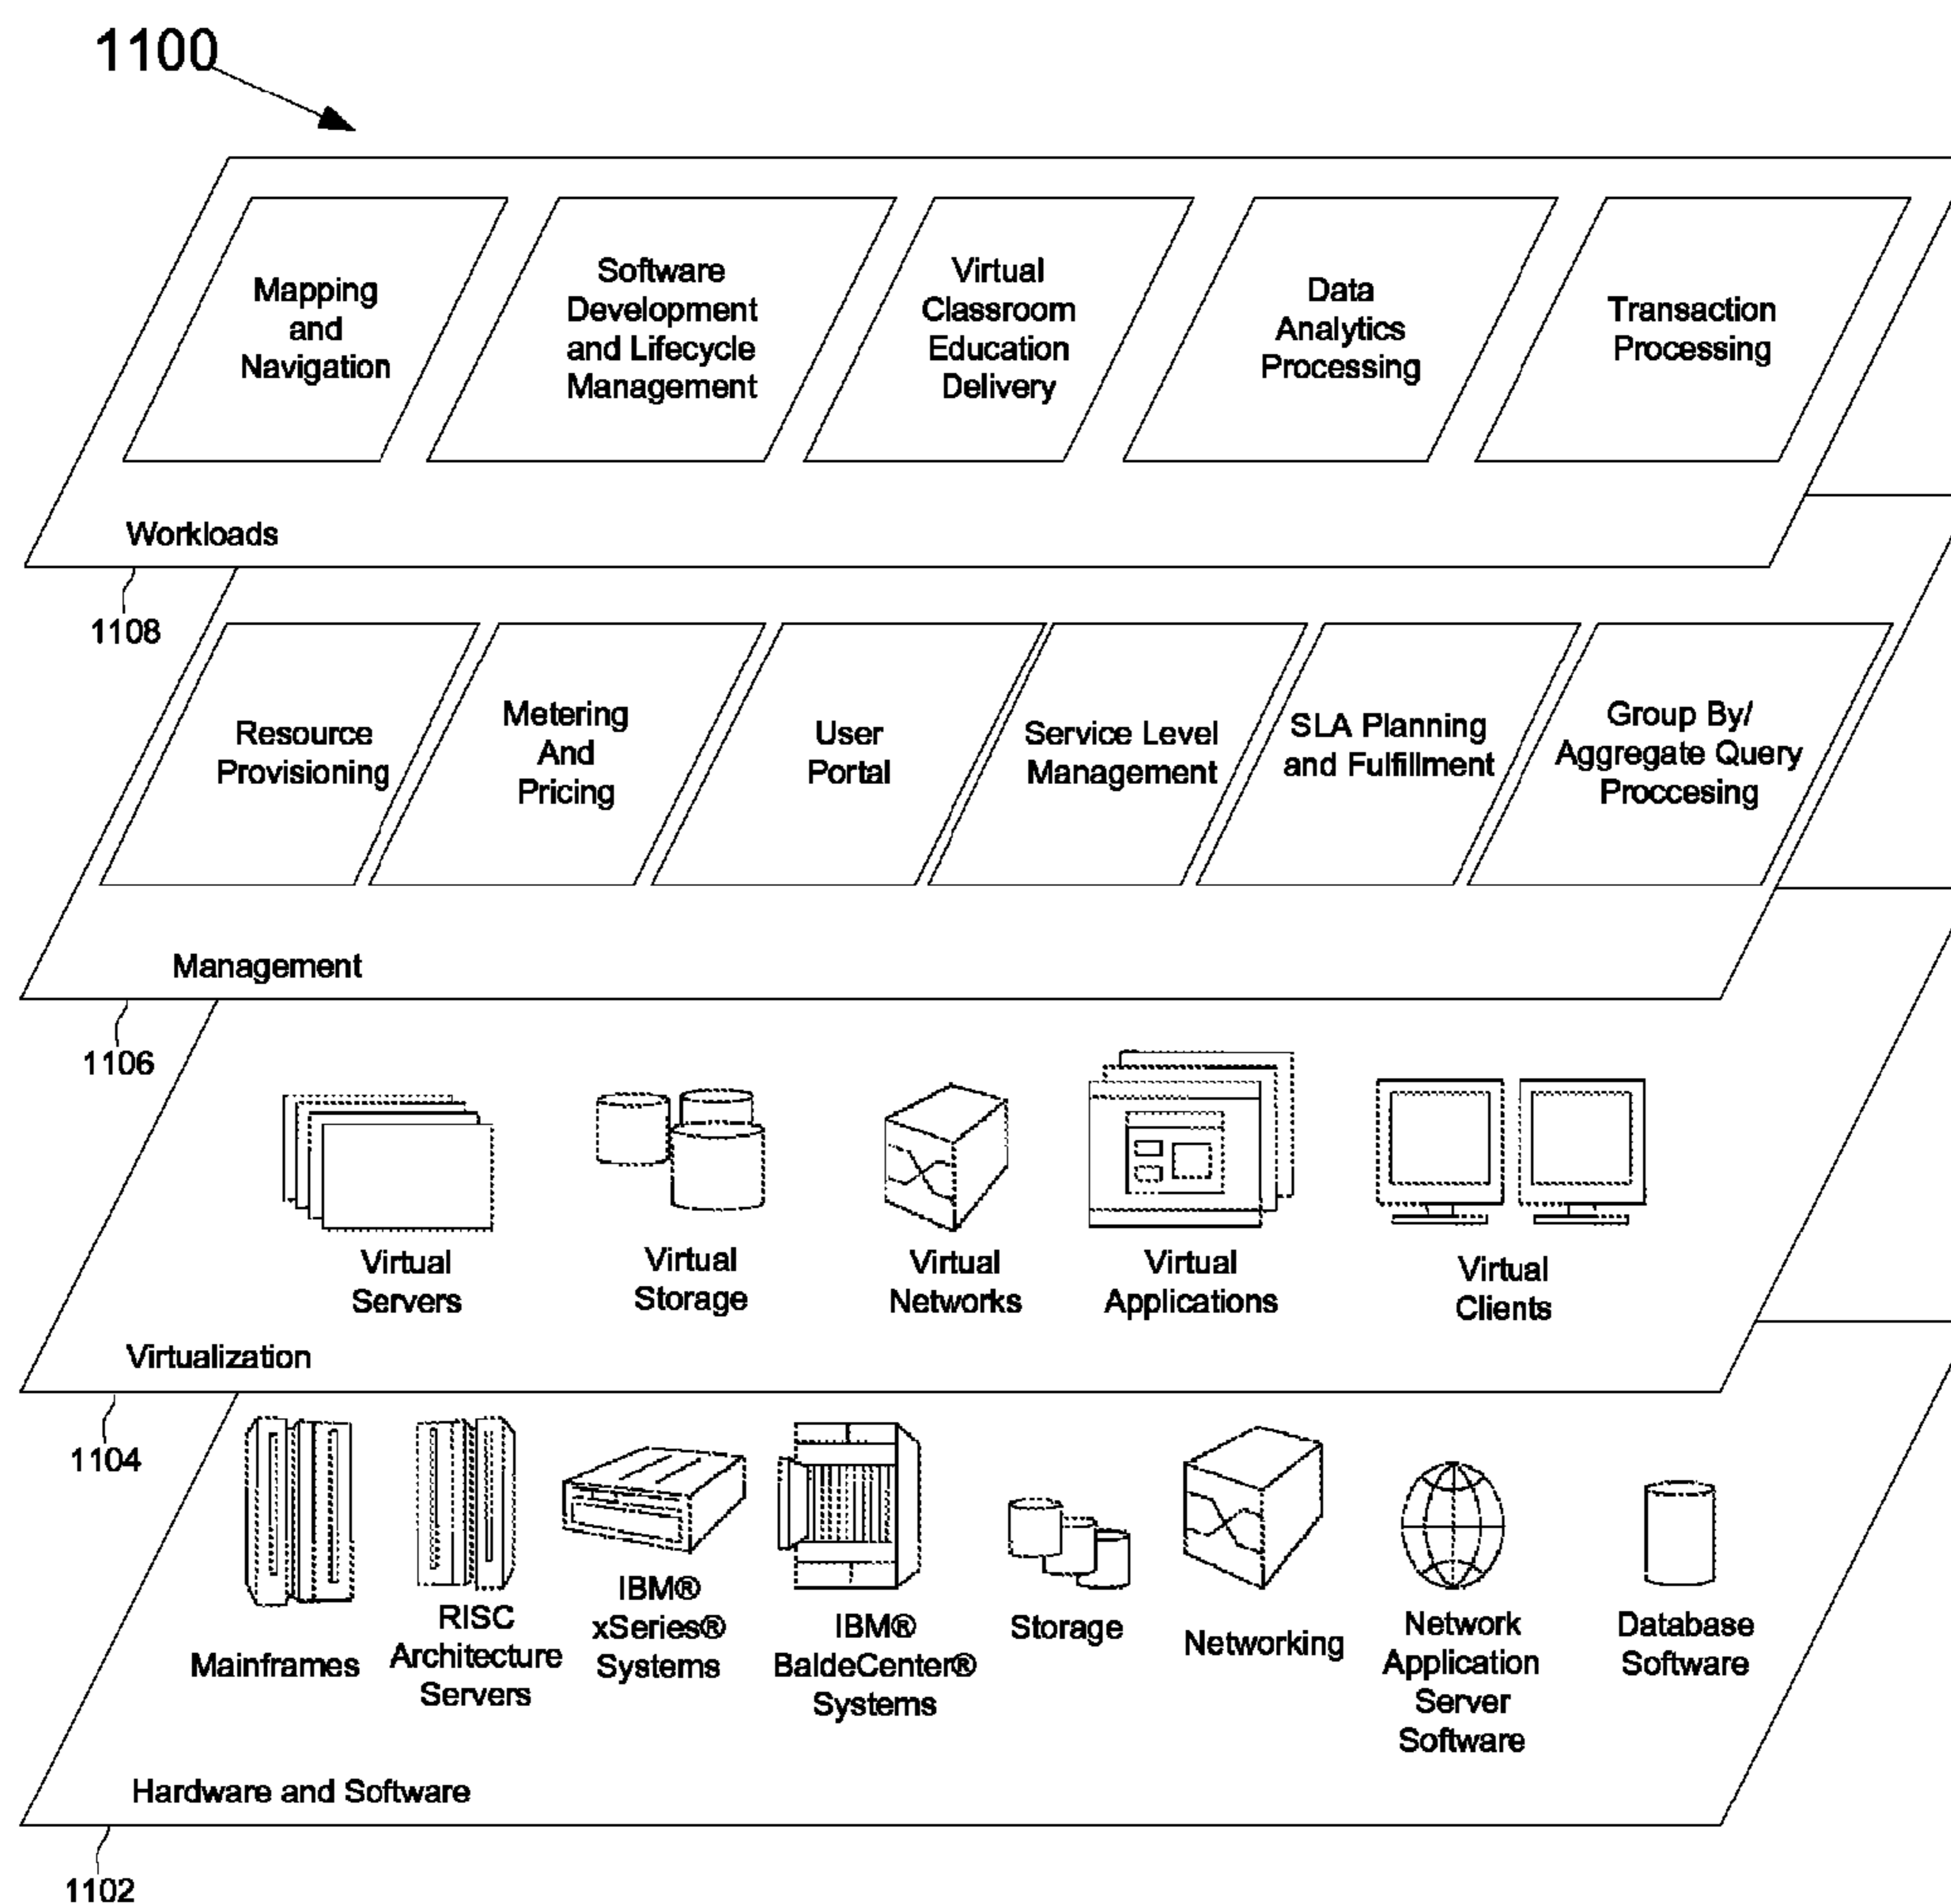 1100
Mapping
and
Navigation
Software
Development
and Lifecycle
Management
Virtual
Classroom
Education
Delivery
Data
Analytics
Processing
Transaction
Processing
Workloads
1108
Resource
Provisioning
Metering
And
Pricing
User
Portal
Service Level
Management
SLA Planning
and Fulfillment
Group By/
Aggregate Query
Proccesing
Management
1106
Virtual
Servers
Virtual
Storage
Virtual
Networks
Virtual
Applications
Virtual
Clients
Virtualization
1104
Mainframes
RISC
Architecture
Servers
IBM®
xSeries®
Systems
IBM®
BaldeCenter®
Systems
Storage
Networking
Network
Application
Server
Software
Database
Software
Hardware and Software
1102